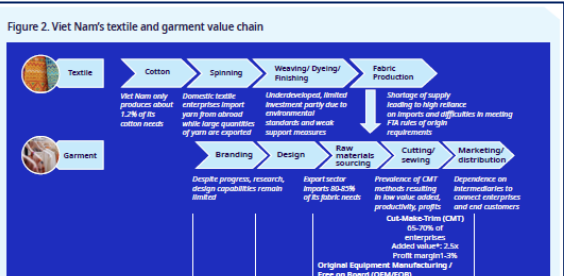 Figure 2. Viet Nam's textile and garment value chain
Textile
Cotton
Spinning
Weaving/ Dyeing/
Finishing
Fabric
Production
Viet Nam only
produces about
1.2% of its
cotton needs
Domestic textile
enterprises import
yarn from abroad
while large quantities
of yarn are exported
Underdeveloped, limited
investment partly due to
environmental
standards and weak
support measures
Shortage of supply
leading to high reliance
on imports and difficulties in meeting
FTA rules of origin
requirements
Garment
Branding
Design
Raw
materials
sourcing
Cutting/
sewing
Marketing/
distribution
Despite progress, research,
design capabilities remain
limited
Export sector
imports 80-85%
of its fabric needs
Prevalence of CMT
methods resulting
in low value added,
productivity, profits
Dependence on
intermediaries to
connect enterprises
and end customers
Cut-Make-Trim (CMT)
65-70% of
enterprises
Added value*: 2.5x
Profit margin1-3%
Original Equipment Manufacturing /
Free on Board (OEM/FOB)